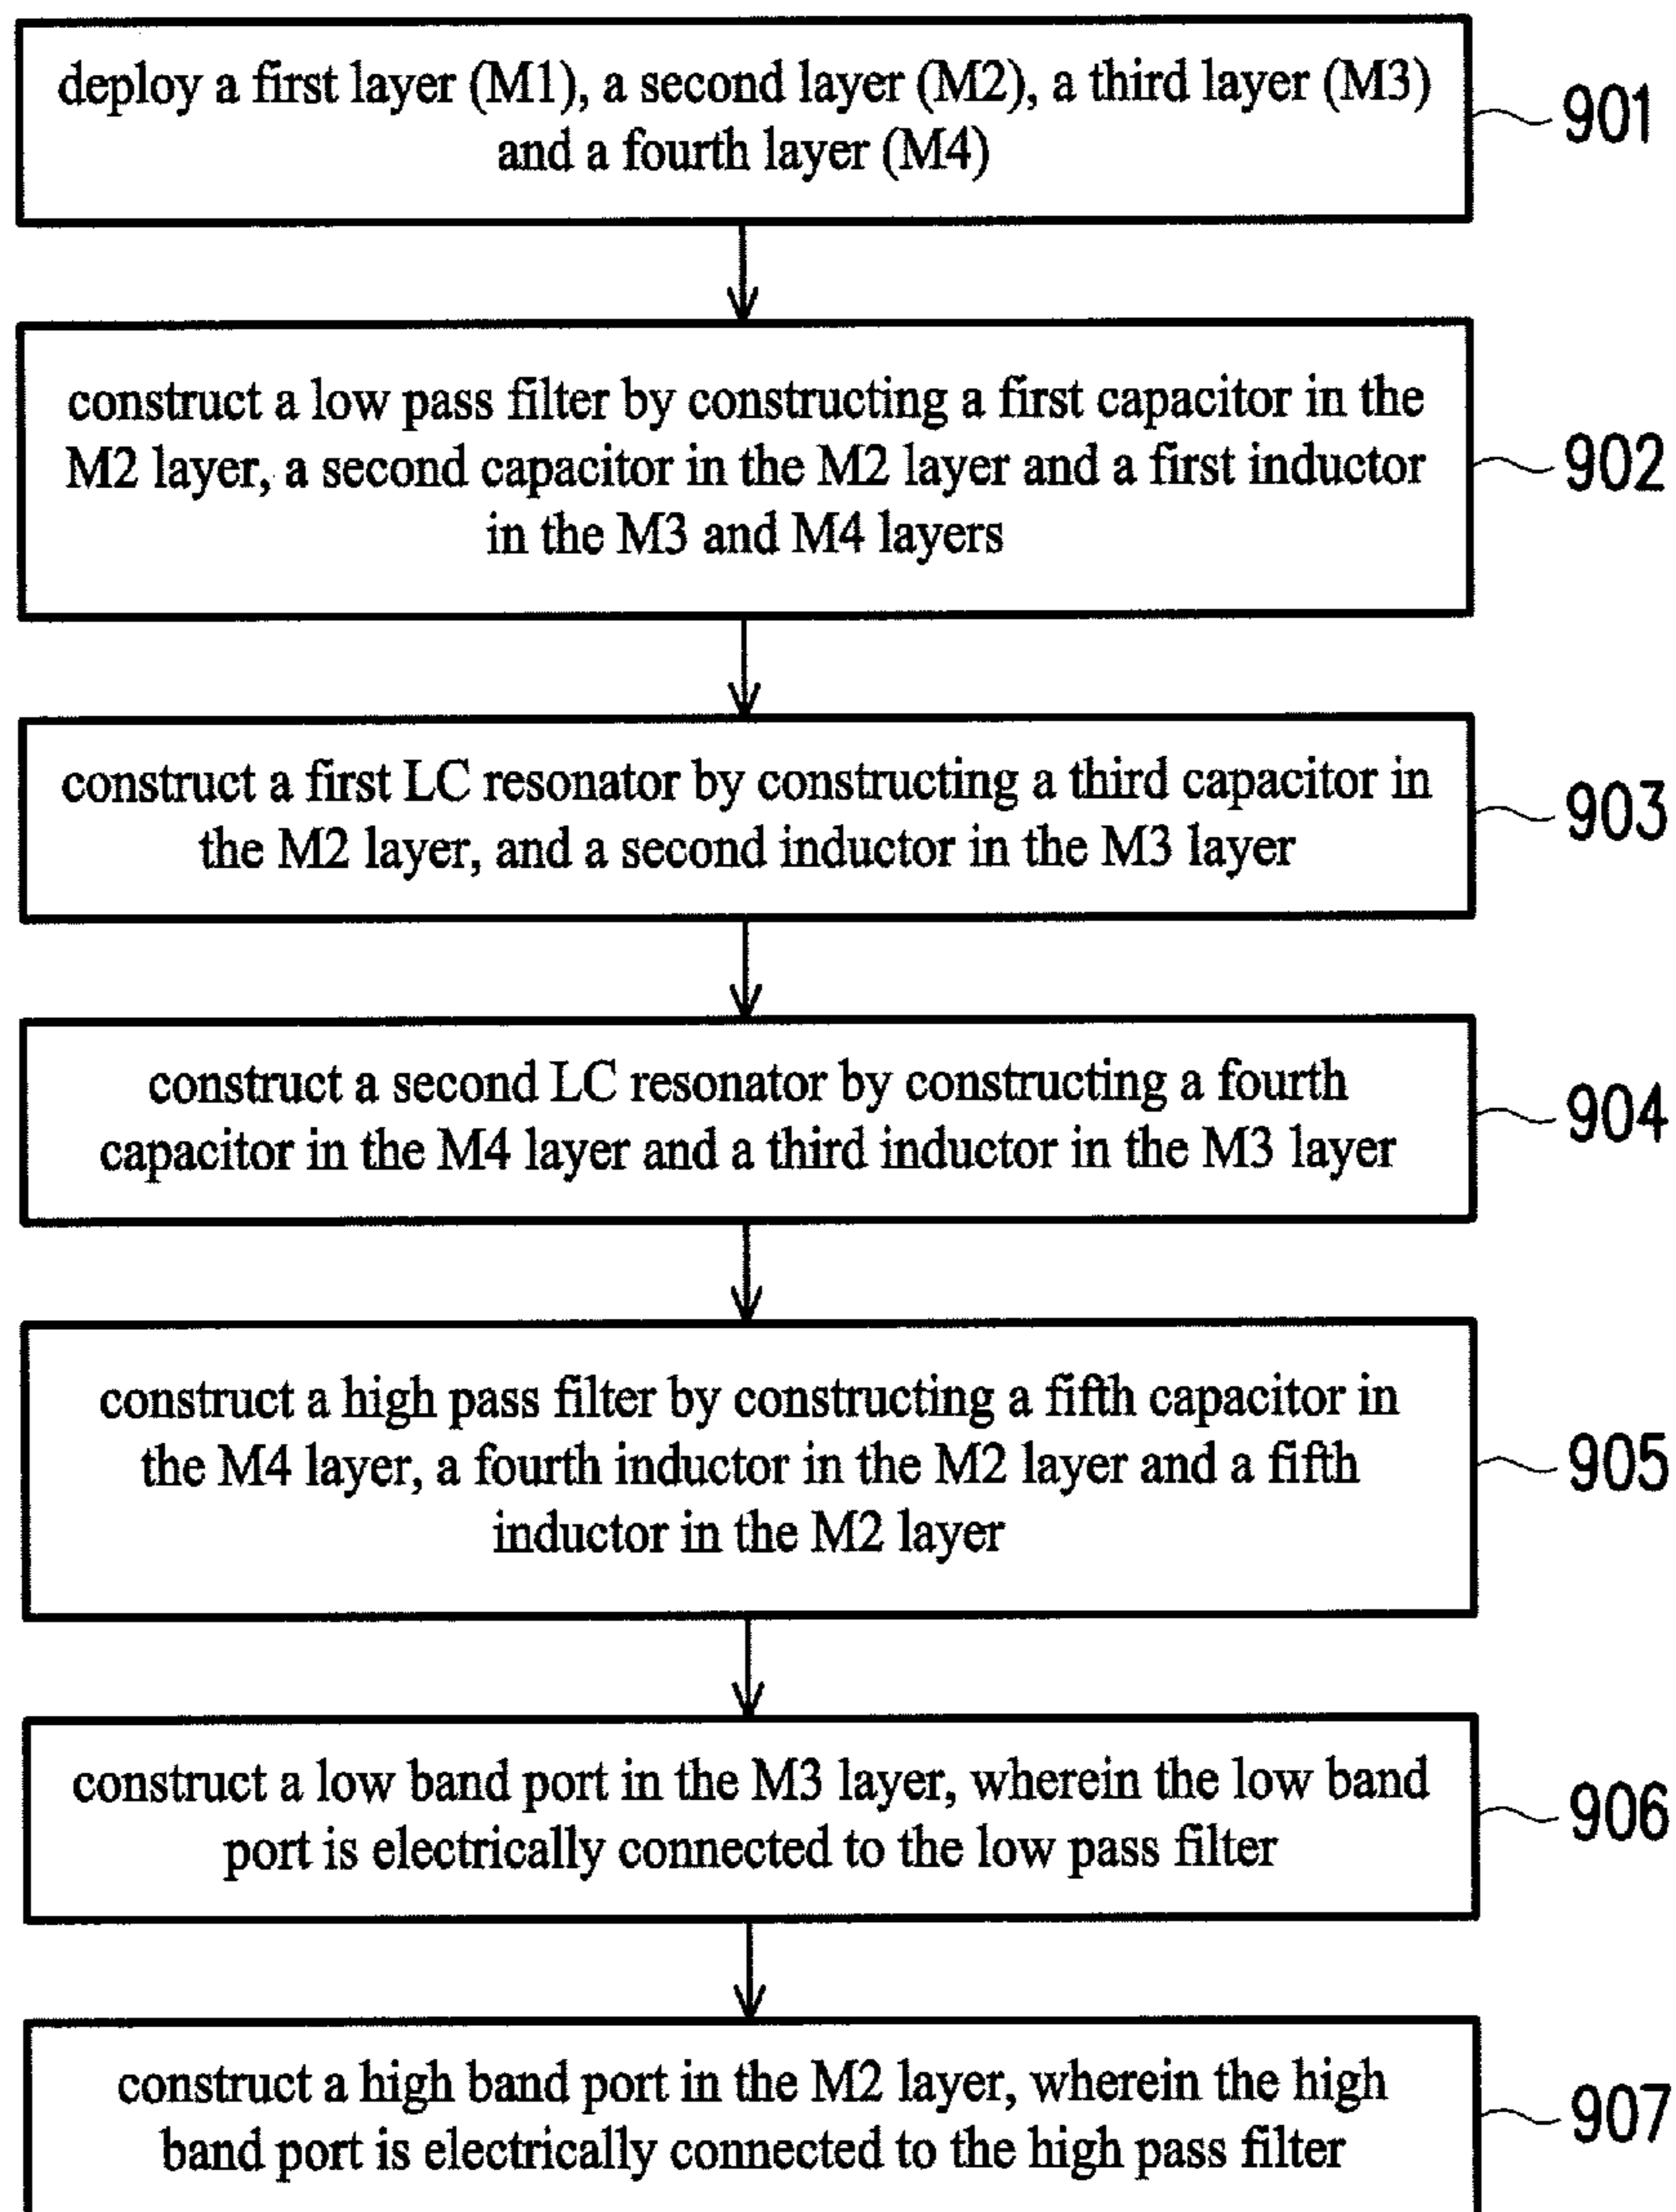 deploy a first layer (M1), a second layer (M2), a third layer (M3)
and a fourth layer (M4)
901
construct a low pass filter by constructing a first capacitor in the
M2 layer, a second capacitor in the M2 layer and a first inductor
in the M3 and M4 layers
902
construct a first LC resonator by constructing a third capacitor in
the M2 layer, and a second inductor in the M3 layer
903
construct a second LC resonator by constructing a fourth
capacitor in the M4 layer and a third inductor in the M3 layer
904
construct a high pass filter by constructing a fifth capacitor in
the M4 layer, a fourth inductor in the M2 layer and a fifth
inductor in the M2 layer
905
construct a low band port in the M3 layer, wherein the low band
port is electrically connected to the low pass filter
906
construct a high band port in the M2 layer, wherein the high
band port is electrically connected to the high pass filter
907